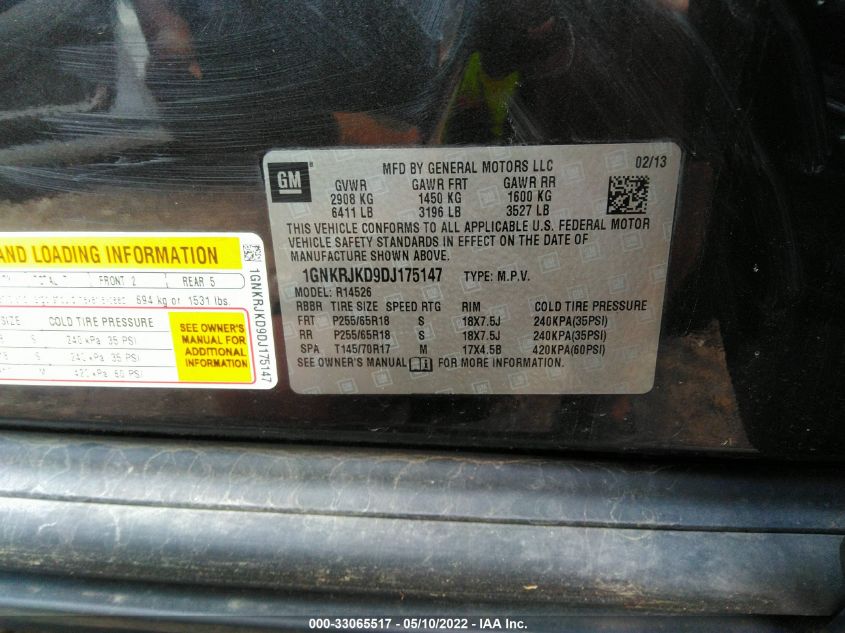 GM
MFD BY GENERAL MOTORS LLC
02/13
GVWR GAWR FRT GAWR RR
2908 KG 1450 KG 1600 KG
6411 LB 3196 LB 3527 LB
THIS VEHICLE CONFORMS TO ALL APPLICABLE U.S. FEDERAL MOTOR
VEHICLE SAFETY STANDARDS IN EFFECT ON THE DATE OF
MANUFACTURE SHOWN ABOVE.
1GNKRJKD9DJ175147 TYPE: M.P.V.
MODEL: R14526
RBBR TIRE SIZE SPEED RTG RIM COLD TIRE PRESSURE
FRT P255/65R18 S 18X7.5J 240KPA(35PSI)
RR P255/65R18 S 18X7.5J 240KPA(35PSI)
SPA T145/70R17 M 17X4.5B 420KPA(60PSI)
SEE OWNER'S MANUAL FOR MORE INFORMATION.
AND LOADING INFORMATION
FRONT 2 REAR 5
694 kg or 1531 lbs.
SIZE COLD TIRE PRESSURE
S 240 kPa 35 PSI
S 240 kPa 35 PSI
M 420 kPa 60 PSI
SEE OWNER'S
MANUAL FOR
ADDITIONAL
INFORMATION
1GNKRJKD9DJ175147
000-33065517 - 05/10/2022 - IAA Inc.